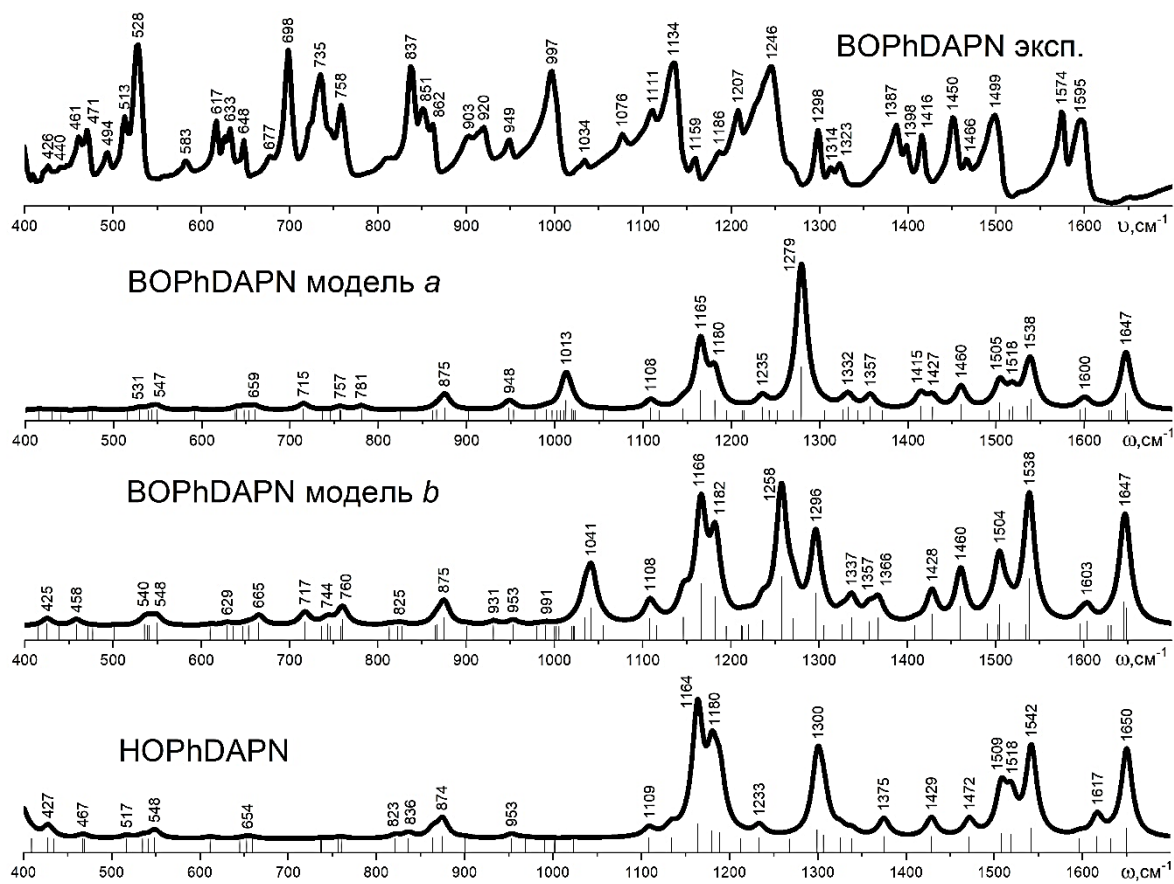 BOPhDAPN эксп.
426 440 461 471 494 513 528 583 617 633 648 677 698 735 758 837 851 862 903 920 949 997 1034 1076 1111 1134 1159 1186 1207 1246 1298 1314 1323 1387 1398 1416 1450 1466 1499 1574 1595
400 500 600 700 800 900 1000 1100 1200 1300 1400 1500 1600 υ,см⁻¹
BOPhDAPN модель a
531 547 659 715 757 781 875 948 1013 1108 1165 1180 1235 1279 1332 1357 1415 1427 1460 1505 1518 1538 1600 1647
400 500 600 700 800 900 1000 1100 1200 1300 1400 1500 1600 ω,см⁻¹
BOPhDAPN модель b
425 458 540 548 629 665 717 744 760 825 875 931 953 991 1041 1108 1166 1182 1258 1296 1337 1357 1366 1428 1460 1504 1538 1603 1647
400 500 600 700 800 900 1000 1100 1200 1300 1400 1500 1600 ω,см⁻¹
HOPhDAPN
427 467 517 548 654 823 836 874 953 1109 1164 1180 1233 1300 1375 1429 1472 1509 1518 1542 1617 1650
400 500 600 700 800 900 1000 1100 1200 1300 1400 1500 1600 ω,см⁻¹